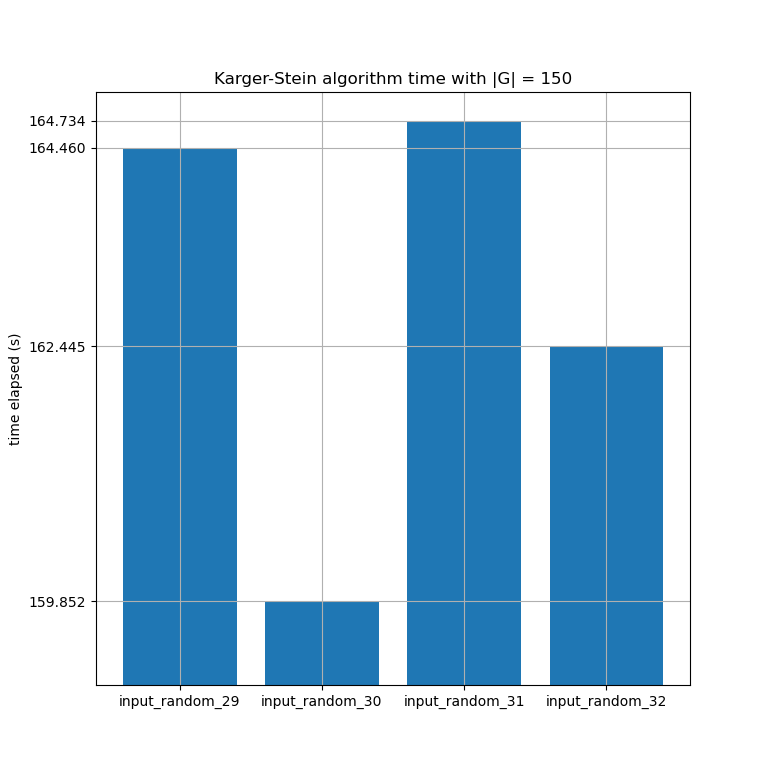 Karger-Stein algorithm time with |G| = 150
164.734
164.460
162.445
159.852
time elapsed (s)
input_random_29
input_random_30
input_random_31
input_random_32